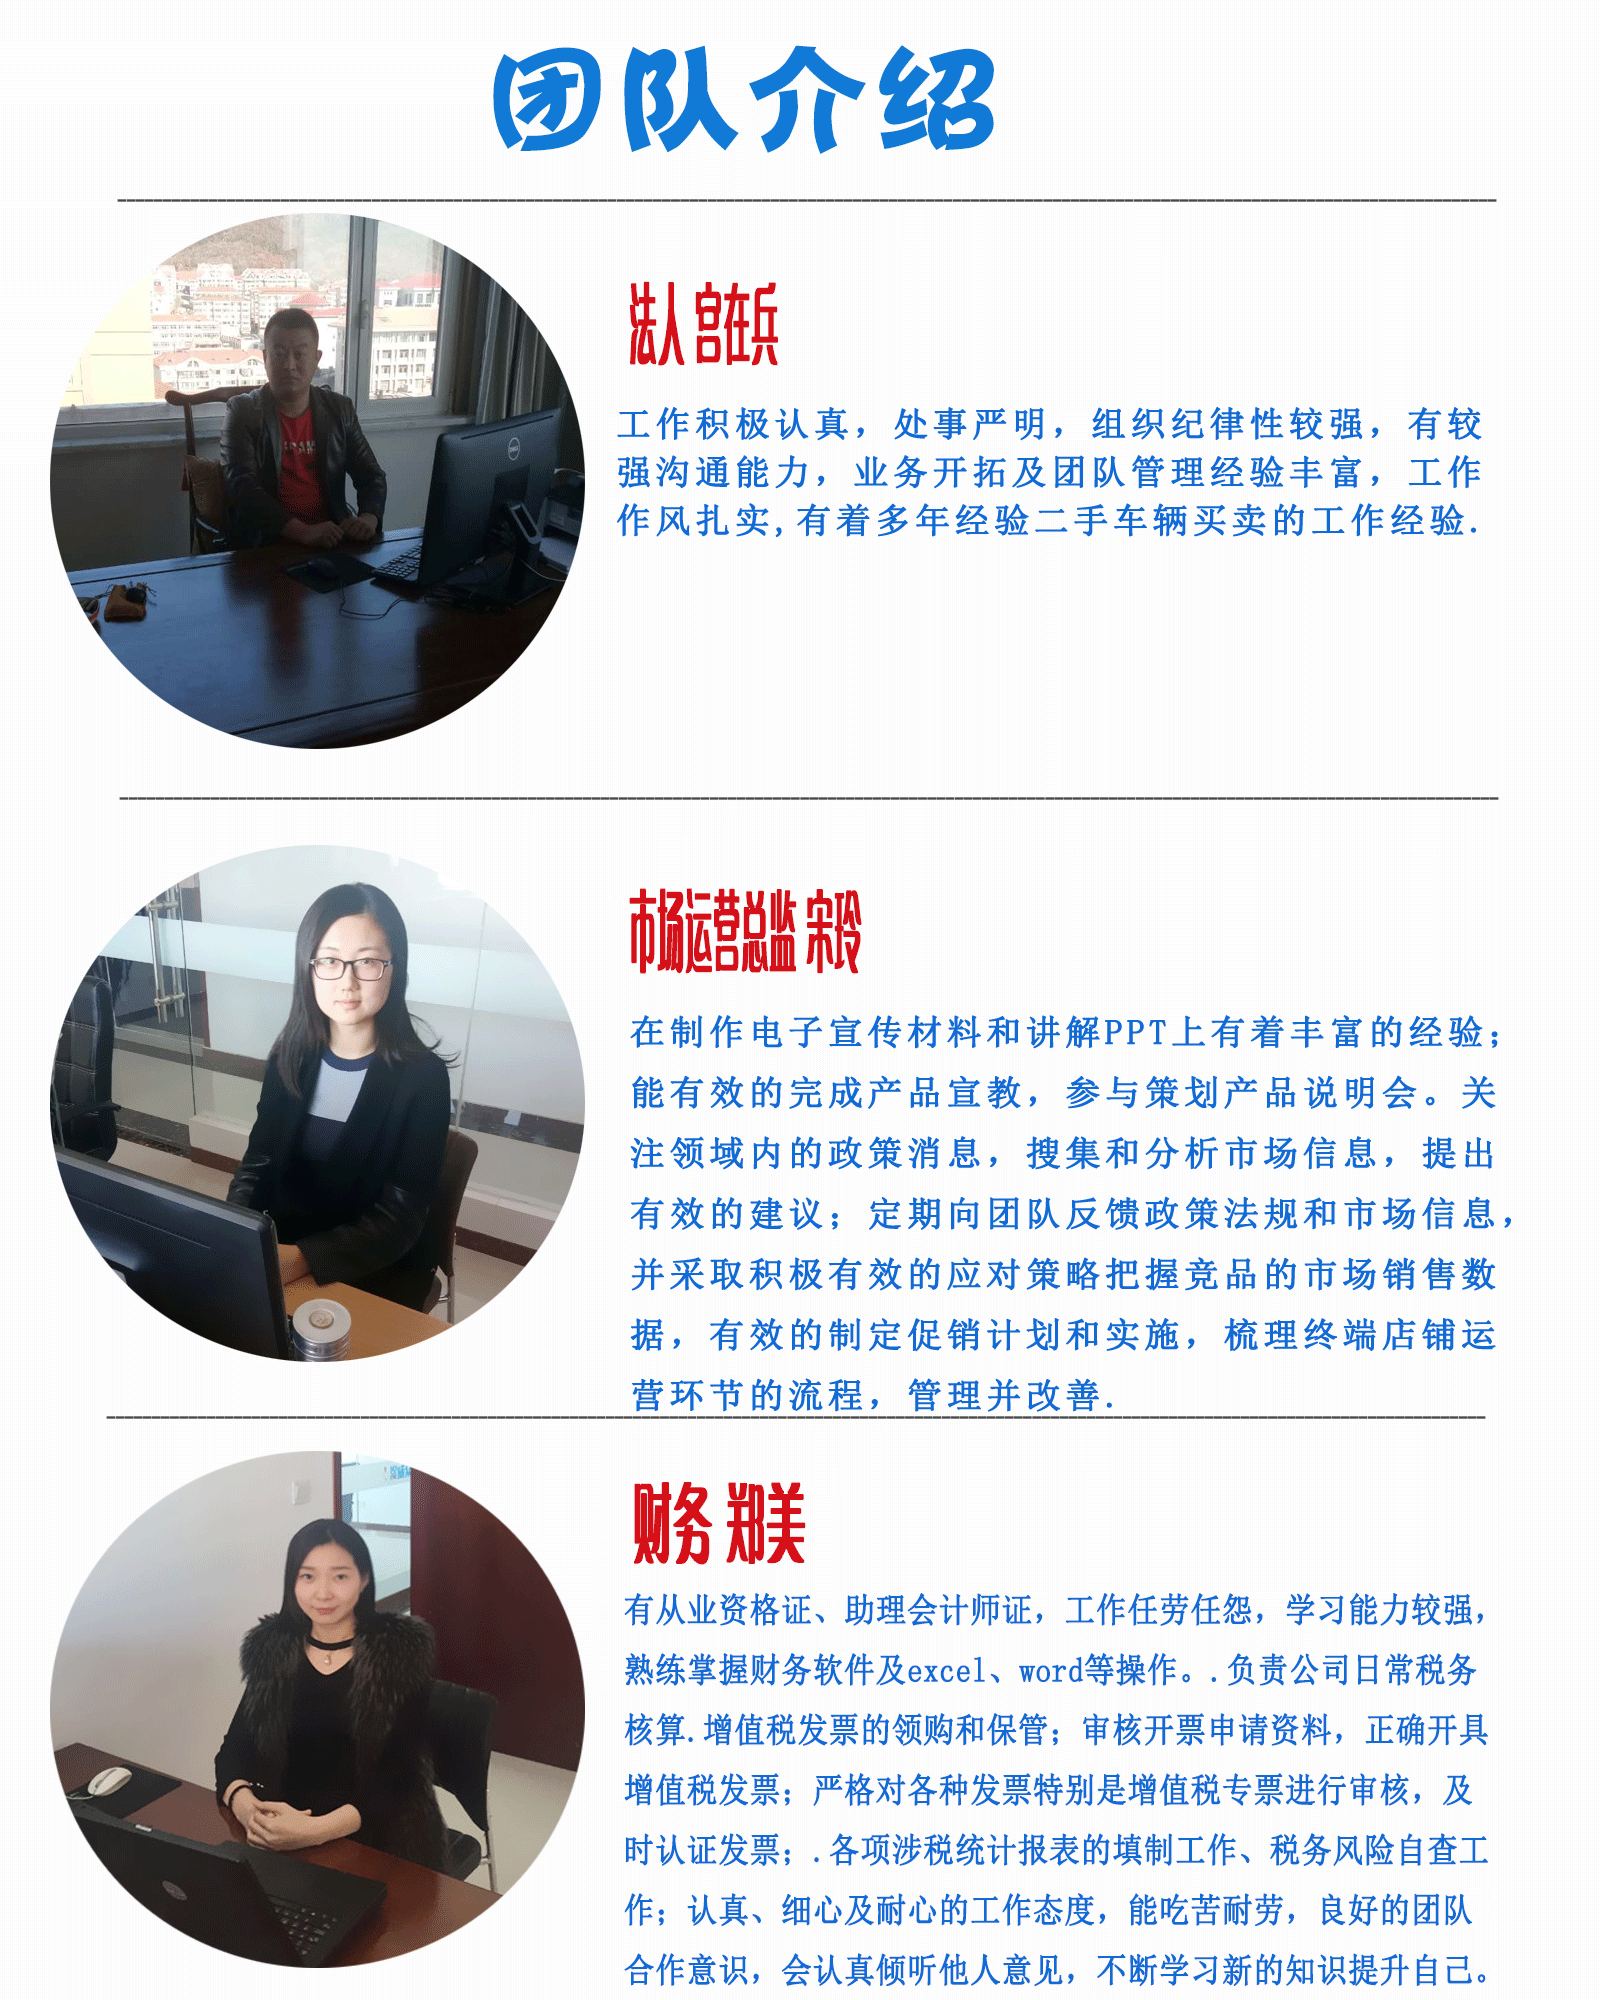 团队介绍
法人 宫在兵
工作积极认真，处事严明，组织纪律性较强，有较
强沟通能力，业务开拓及团队管理经验丰富，工作
作风扎实,有着多年经验二手车辆买卖的工作经验.
市场运营总监 宋玲
在制作电子宣传材料和讲解PPT上有着丰富的经验；
能有效的完成产品宣教，参与策划产品说明会。关
注领域内的政策消息，搜集和分析市场信息，提出
有效的建议；定期向团队反馈政策法规和市场信息，
并采取积极有效的应对策略把握竞品的市场销售数
据，有效的制定促销计划和实施，梳理终端店铺运
营环节的流程，管理并改善.
财务 郑美
有从业资格证、助理会计师证，工作任劳任怨，学习能力较强，
熟练掌握财务软件及excel、word等操作。.负责公司日常税务
核算.增值税发票的领购和保管；审核开票申请资料，正确开具
增值税发票；严格对各种发票特别是增值税专票进行审核，及
时认证发票；.各项涉税统计报表的填制工作、税务风险自查工
作；认真、细心及耐心的工作态度，能吃苦耐劳，良好的团队
合作意识，会认真倾听他人意见，不断学习新的知识提升自己。